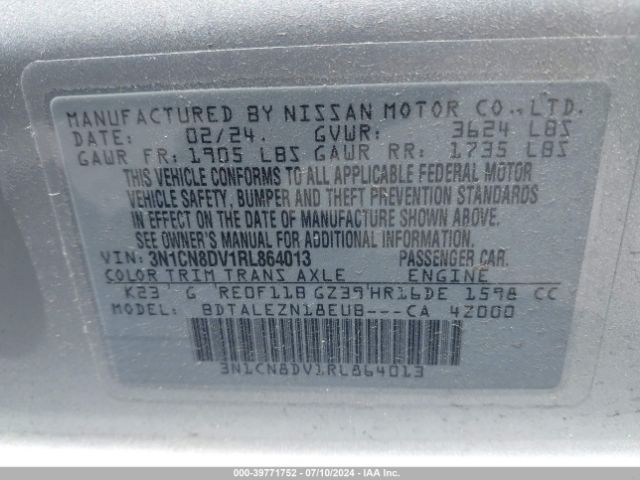 MANUFACTURED BY NISSAN MOTOR CO.,LTD.
DATE: 02/24. GVWR: 3624 LBS
GAWR FR: 1905 LBS GAWR RR: 1735 LBS
THIS VEHICLE CONFORMS TO ALL APPLICABLE FEDERAL MOTOR
VEHICLE SAFETY, BUMPER AND THEFT PREVENTION STANDARDS
IN EFFECT ON THE DATE OF MANUFACTURE SHOWN ABOVE.
SEE OWNER'S MANUAL FOR ADDITIONAL INFORMATION.
VIN: 3N1CN8DV1RL864013 PASSENGER CAR.
COLOR TRIM TRANS AXLE ENGINE
K23 G RE0F11B GZ39 HR16DE 1598 CC
MODEL: BDTALEZN18EUB---CA 4Z000
3N1CN8DV1RL864013
000-39771752 - 07/10/2024 - IAAI.COM